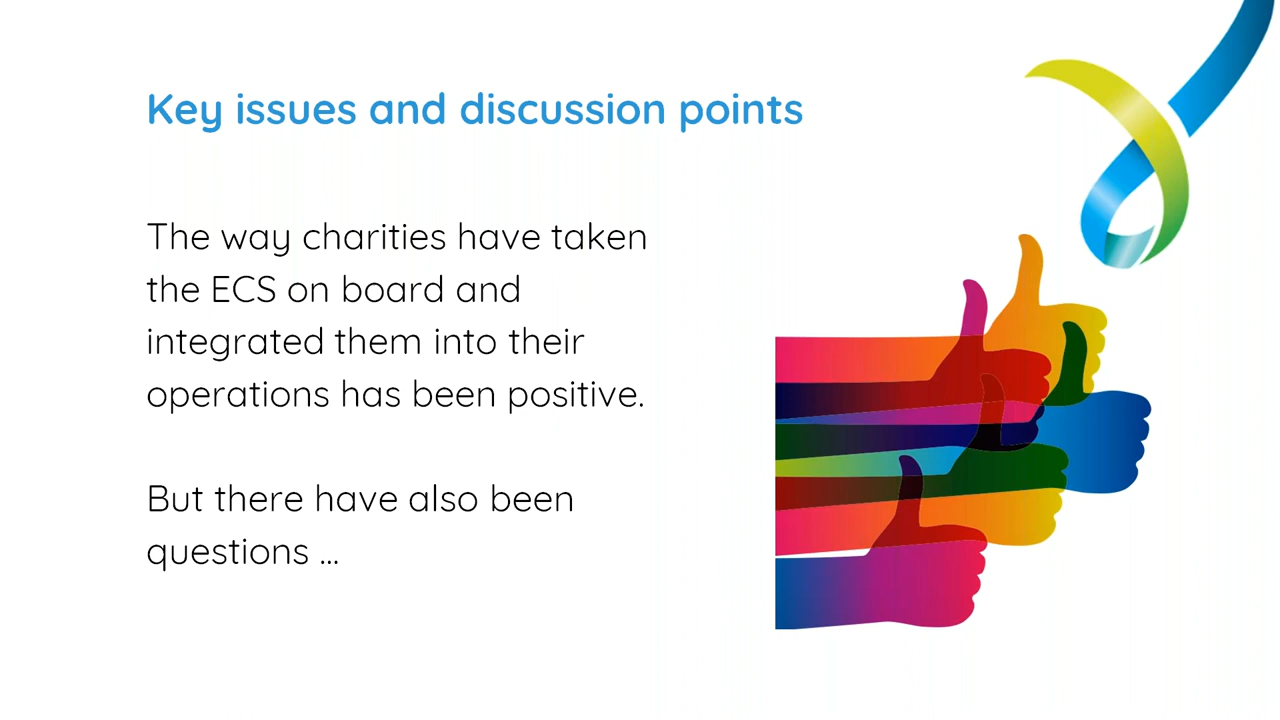 Key issues and discussion points
The way charities have taken
the ECS on board and
integrated them into their
operations has been positive.
But there have also been
questions ...